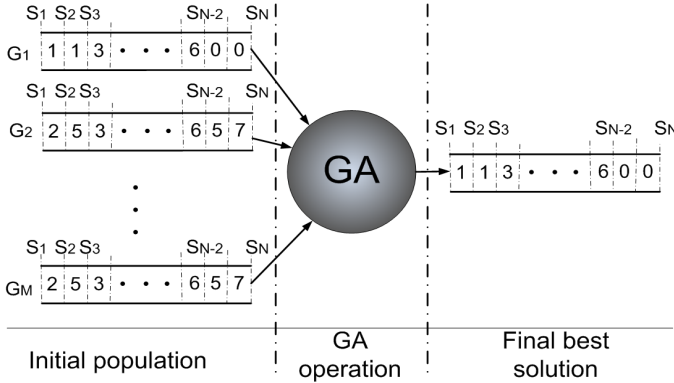 S1 S2 S3 SN-2 SN
G1 1 1 3 • • • 6 0 0
S1 S2 S3 SN-2 SN
G2 2 5 3 • • • 6 5 7
S1 S2 S3 SN-2 SN
GM 2 5 3 • • • 6 5 7
GA
S1 S2 S3 SN-2 SN
1 1 3 • • • 6 0 0
Initial population
GA
operation
Final best
solution